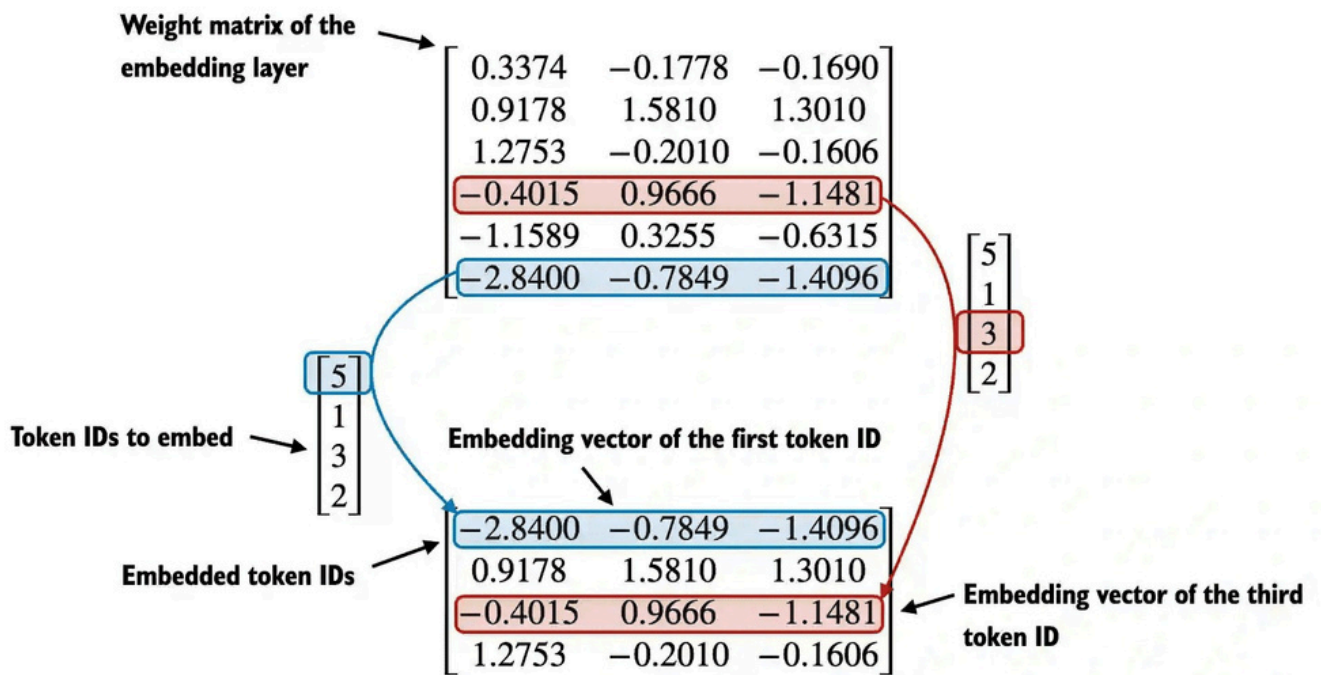 Weight matrix of the
embedding layer
0.3374 −0.1778 −0.1690
0.9178 1.5810 1.3010
1.2753 −0.2010 −0.1606
−0.4015 0.9666 −1.1481
−1.1589 0.3255 −0.6315
−2.8400 −0.7849 −1.4096
5
1
3
2
Token IDs to embed
5
1
3
2
Embedding vector of the first token ID
Embedded token IDs
−2.8400 −0.7849 −1.4096
0.9178 1.5810 1.3010
−0.4015 0.9666 −1.1481
1.2753 −0.2010 −0.1606
Embedding vector of the third
token ID